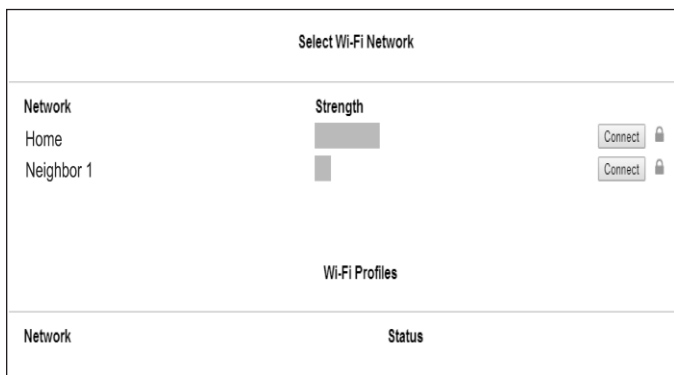 Select Wi-Fi Network
Network Strength
Home Connect
Neighbor 1 Connect
Wi-Fi Profiles
Network Status